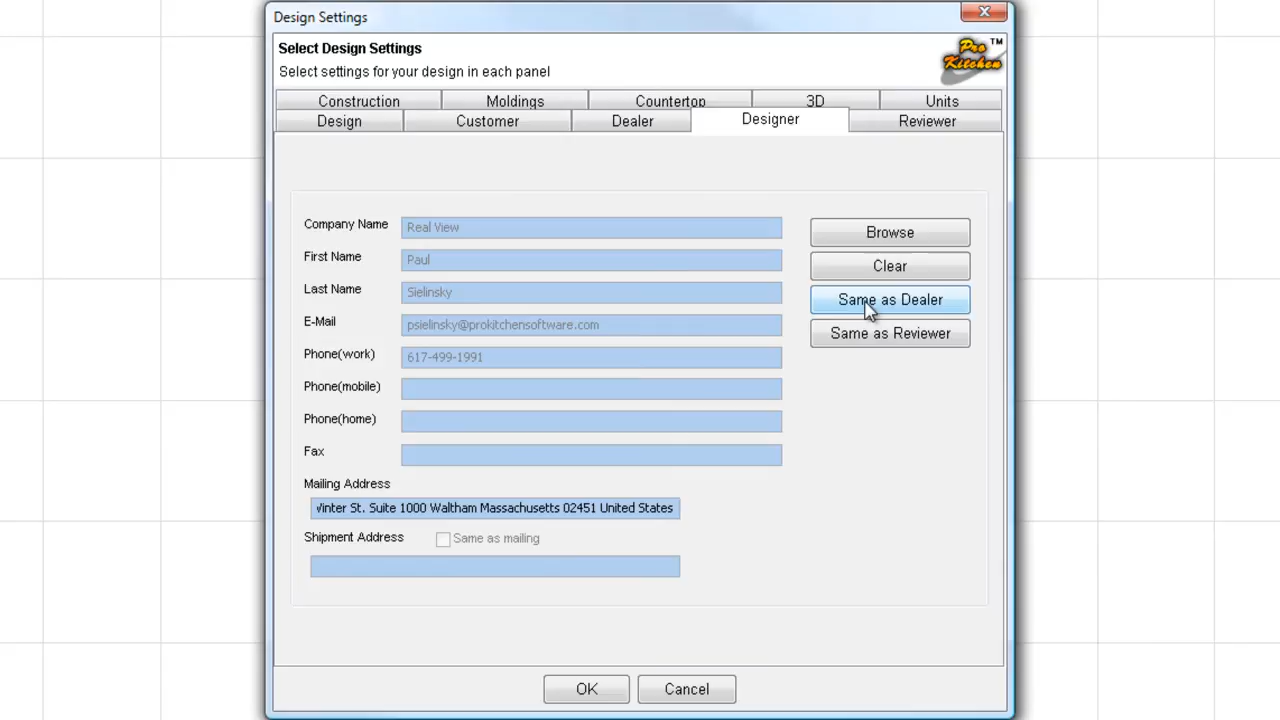 Design Settings
Select Design Settings
Select settings for your design in each panel
Pro Kitchen ™
Construction Moldings Countertop 3D Units
Design Customer Dealer Designer Reviewer
Company Name Real View Browse
First Name Paul Clear
Last Name Sielinsky Same as Dealer
E-Mail psielinsky@prokitchensoftware.com Same as Reviewer
Phone(work) 617-499-1991
Phone(mobile)
Phone(home)
Fax
Mailing Address
Vinter St. Suite 1000 Waltham Massachusetts 02451 United States
Shipment Address Same as mailing
OK Cancel